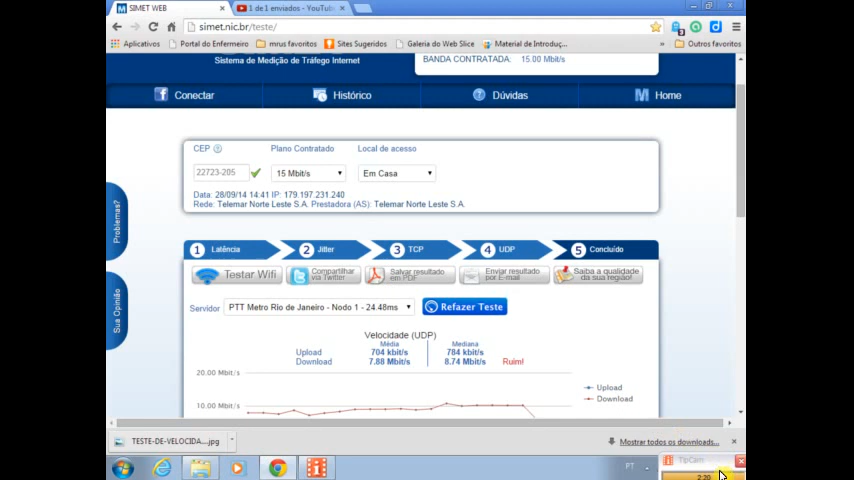 SIMET WEB
1 de 1 enviados - YouTub
simet.nic.br/teste/
Aplicativos
Portal do Enfermeiro
mrus favoritos
Sites Sugeridos
Galeria do Web Slice
Material de Introduç...
»
Outros favoritos
Sistema de Medição de Tráfego Internet
BANDA CONTRATADA: 15.00 Mbit/s
Conectar
Histórico
Dúvidas
Home
CEP
Plano Contratado
Local de acesso
22723-205
15 Mbit/s
Em Casa
Data: 28/09/14 14:41 IP: 179.197.231.240
Rede: Telemar Norte Leste S.A. Prestadora (AS): Telemar Norte Leste S.A.
Problemas?
Sua Opinião
1 Latência
2 Jitter
3 TCP
4 UDP
5 Concluído
Testar Wifi
Compartilhar via Twitter
Salvar resultado em PDF
Enviar resultado por E-mail
Saiba a qualidade da sua região!
Servidor
PTT Metro Rio de Janeiro - Nodo 1 - 24.48ms
Refazer Teste
Velocidade (UDP)
Média
Mediana
Upload 704 kbit/s 784 kbit/s
Download 7.88 Mbit/s 8.74 Mbit/s Ruim!
20.00 Mbit/s
10.00 Mbit/s
Upload
Download
TESTE-DE-VELOCIDA....jpg
Mostrar todos os downloads...
PT
TipCam
2:20